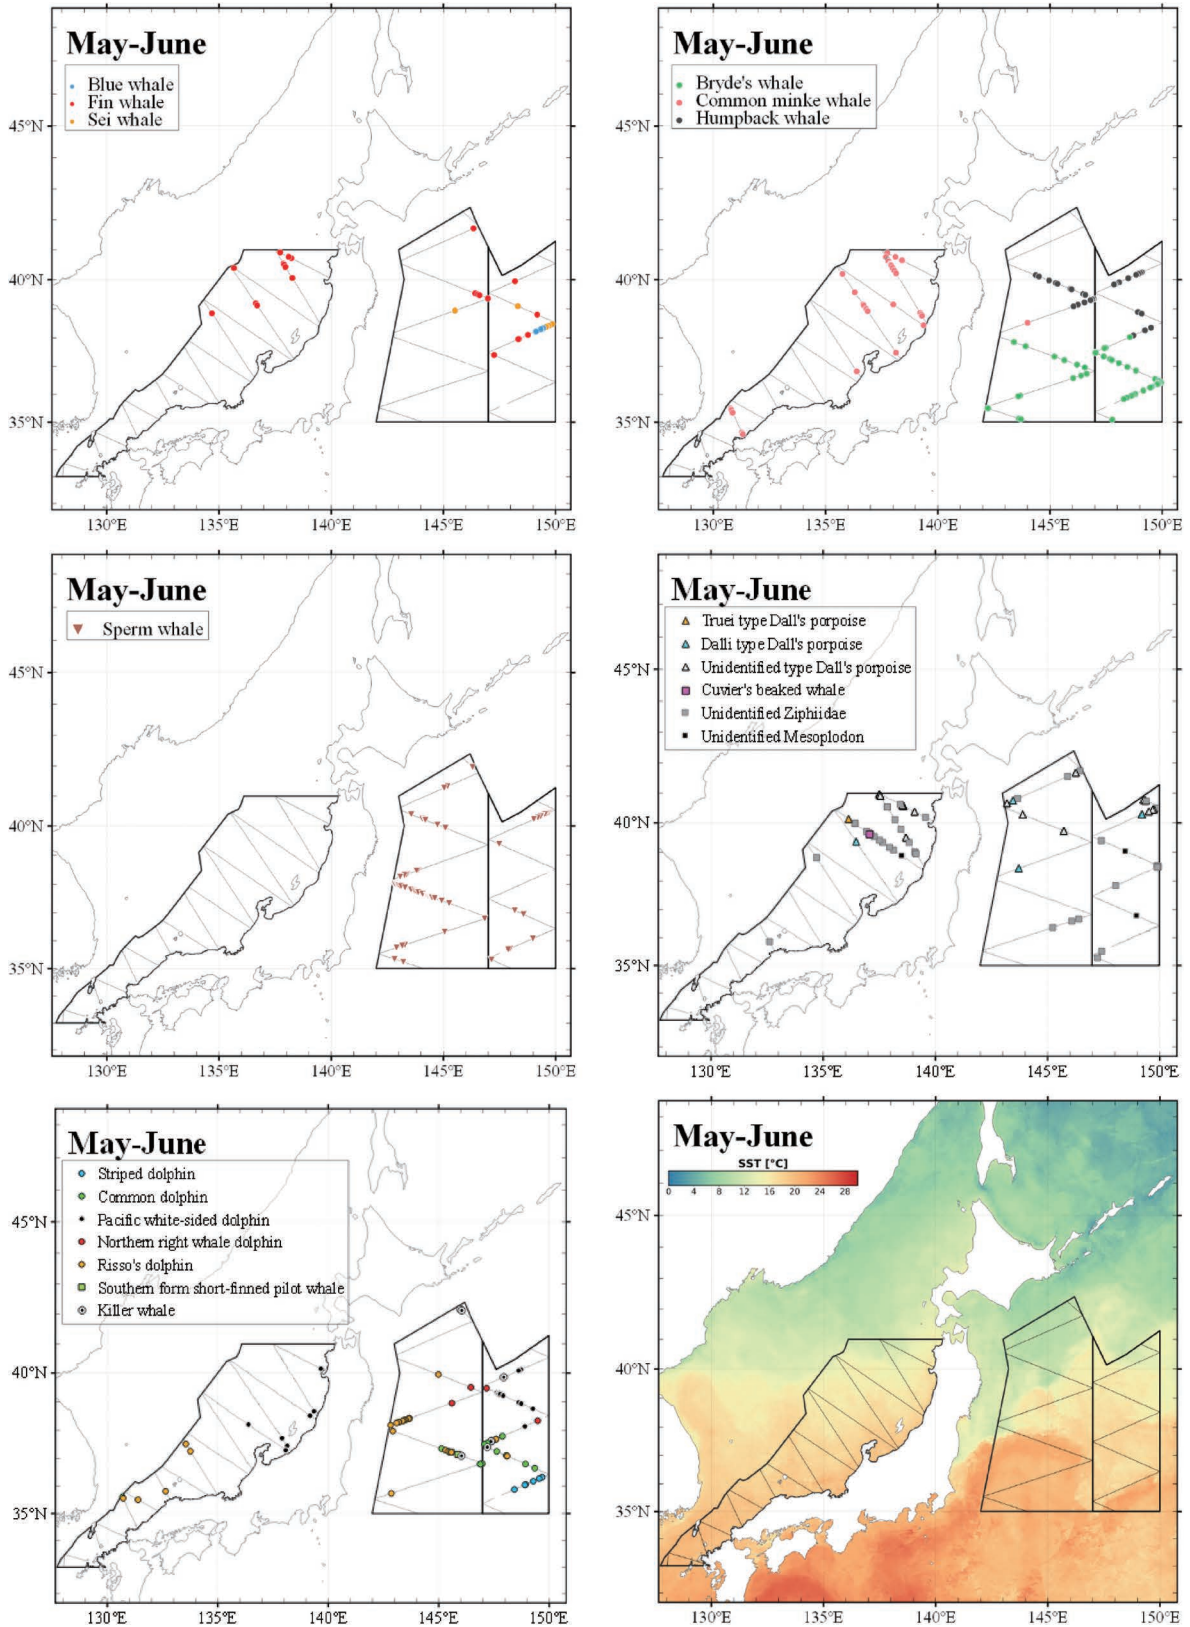 May-June
Blue whale
Fin whale
Sei whale
45°N
40°N
35°N
130°E
135°E
140°E
145°E
150°E
May-June
Bryde's whale
Common minke whale
Humpback whale
45°N
40°N
35°N
130°E
135°E
140°E
145°E
150°E
May-June
Sperm whale
45°N
40°N
35°N
130°E
135°E
140°E
145°E
150°E
May-June
Truei type Dall's porpoise
Dalli type Dall's porpoise
Unidentified type Dall's porpoise
Cuvier's beaked whale
Unidentified Ziphiidae
Unidentified Mesoplodon
45°N
40°N
35°N
130°E
135°E
140°E
145°E
150°E
May-June
Striped dolphin
Common dolphin
Pacific white-sided dolphin
Northern right whale dolphin
Risso's dolphin
Southern form short-finned pilot whale
Killer whale
45°N
40°N
35°N
130°E
135°E
140°E
145°E
150°E
May-June
SST [°C]
0 4 8 12 16 20 24 28
45°N
40°N
35°N
130°E
135°E
140°E
145°E
150°E